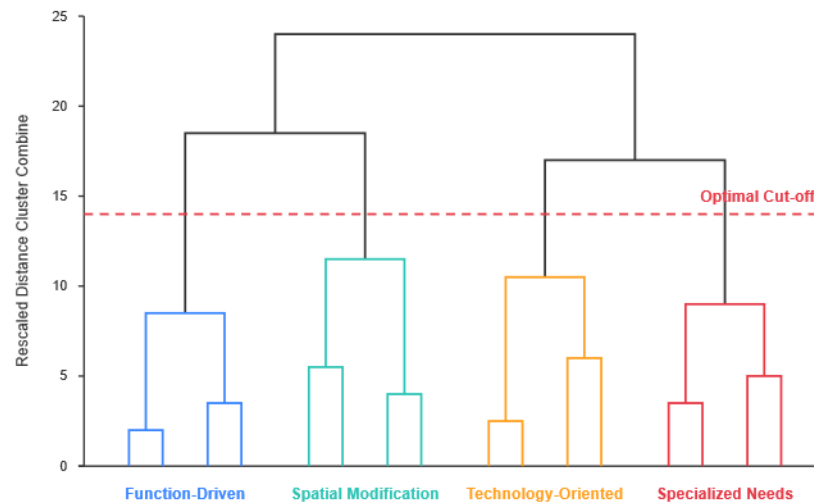 25
20
15
10
5
0
Rescaled Distance Cluster Combine
Optimal Cut-off
Function-Driven
Spatial Modification
Technology-Oriented
Specialized Needs